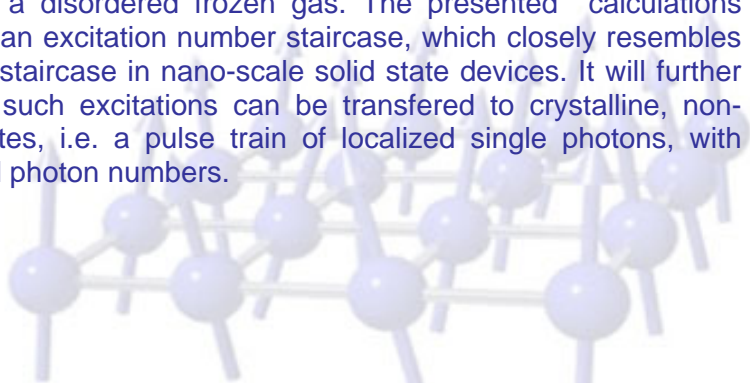 a disordered frozen gas. The presented calculations
an excitation number staircase, which closely resembles
staircase in nano-scale solid state devices. It will further
such excitations can be transfered to crystalline, non-
tes, i.e. a pulse train of localized single photons, with
photon numbers.